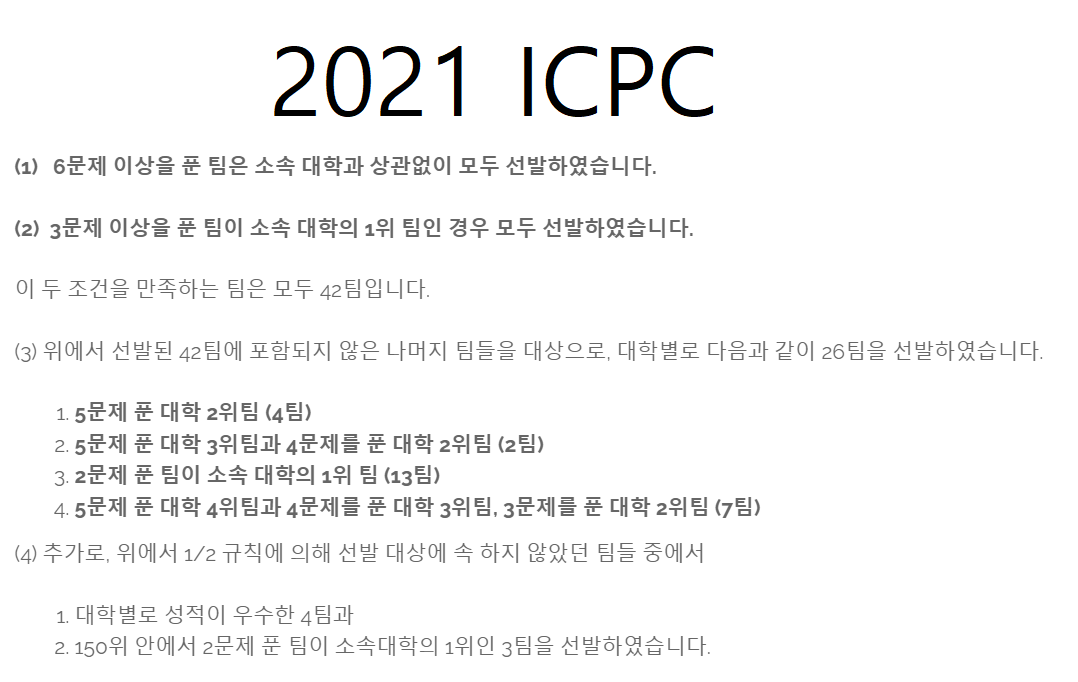 2021 ICPC
(1) 6문제 이상을 푼 팀은 소속 대학과 상관없이 모두 선발하였습니다.
(2) 3문제 이상을 푼 팀이 소속 대학의 1위 팀인 경우 모두 선발하였습니다.
이 두 조건을 만족하는 팀은 모두 42팀입니다.
(3) 위에서 선발된 42팀에 포함되지 않은 나머지 팀들을 대상으로, 대학별로 다음과 같이 26팀을 선발하였습니다.
1. 5문제 푼 대학 2위팀 (4팀)
2. 5문제 푼 대학 3위팀과 4문제를 푼 대학 2위팀 (2팀)
3. 2문제 푼 팀이 소속 대학의 1위 팀 (13팀)
4. 5문제 푼 대학 4위팀과 4문제를 푼 대학 3위팀, 3문제를 푼 대학 2위팀 (7팀)
(4) 추가로, 위에서 1/2 규칙에 의해 선발 대상에 속 하지 않았던 팀들 중에서
1. 대학별로 성적이 우수한 4팀과
2. 150위 안에서 2문제 푼 팀이 소속대학의 1위인 3팀을 선발하였습니다.